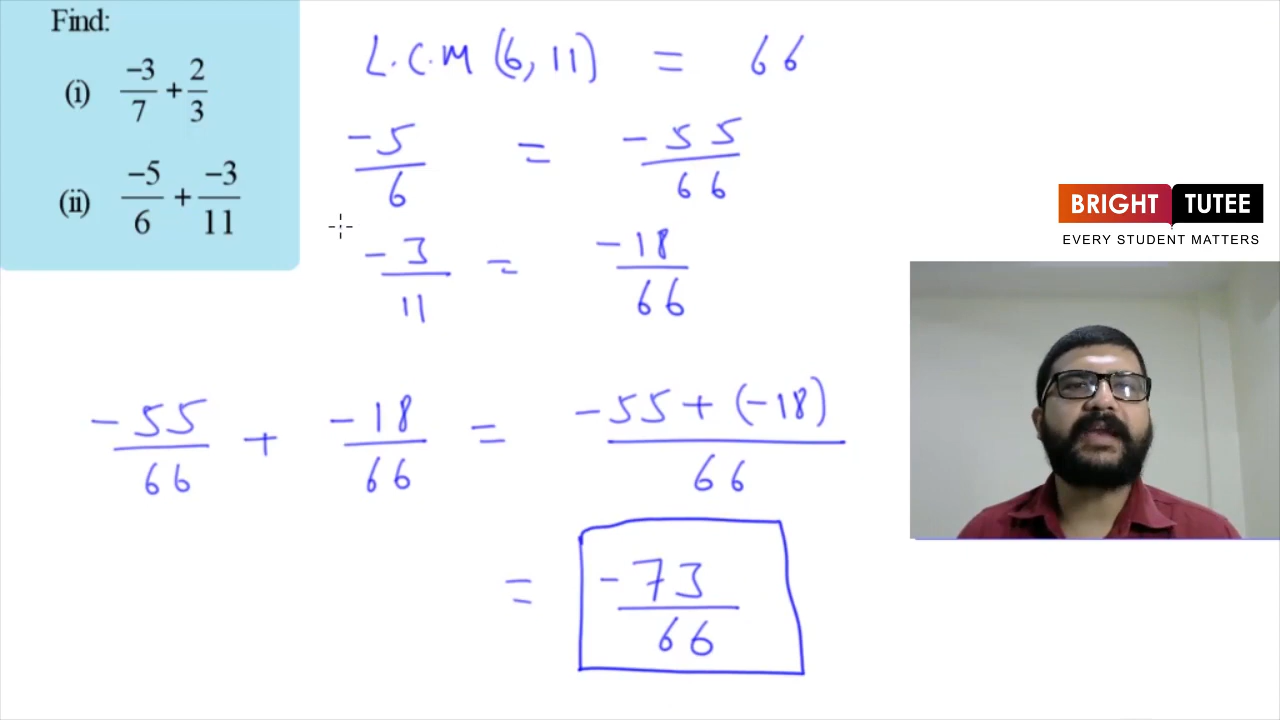 Find:
(i) -3/7 + 2/3
(ii) -5/6 + -3/11
L.C.M (6, 11) = 66
-5/6 = -55/66
-3/11 = -18/66
-55/66 + -18/66 = -55 + (-18)/66
= -73/66
BRIGHT TUTEE
EVERY STUDENT MATTERS